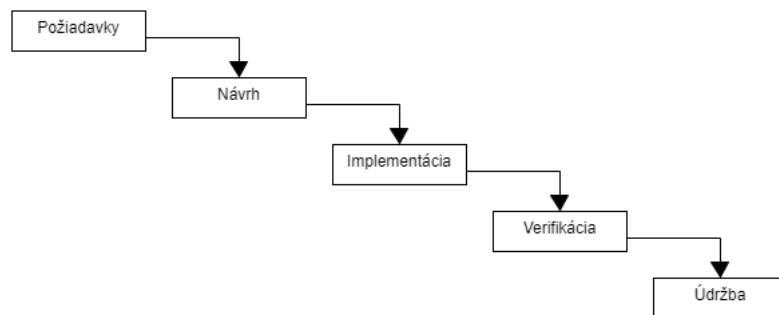 Požiadavky
Návrh
Implementácia
Verifikácia
Údržba